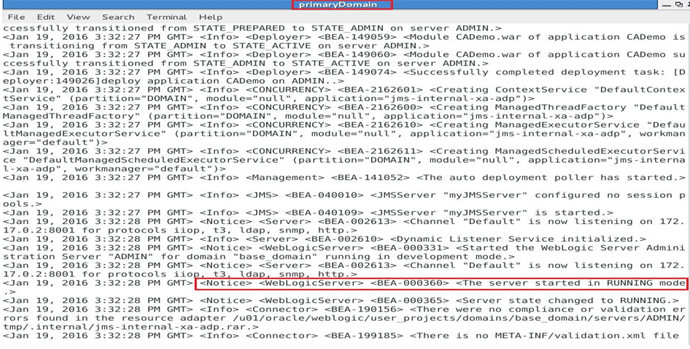 primaryDomain
File Edit View Search Terminal Help
ccessfully transitioned from STATE_PREPARED to STATE_ADMIN on server ADMIN.>
<Jan 19, 2016 3:32:27 PM GMT> <Info> <Deployer> <BEA-149059> <Module CADemo.war of application CADemo is
 transitioning from STATE_ADMIN to STATE_ACTIVE on server ADMIN.>
<Jan 19, 2016 3:32:27 PM GMT> <Info> <Deployer> <BEA-149060> <Module CADemo.war of application CADemo su
ccessfully transitioned from STATE_ADMIN to STATE_ACTIVE on server ADMIN.>
<Jan 19, 2016 3:32:27 PM GMT> <Info> <Deployer> <BEA-149074> <Successfully completed deployment task: [D
eployer:149026]deploy application CADemo on ADMIN..>
<Jan 19, 2016 3:32:27 PM GMT> <Info> <CONCURRENCY> <BEA-2162601> <Creating ContextService "DefaultContex
tService" (partition="DOMAIN", module="null", application="jms-internal-xa-adp")>
<Jan 19, 2016 3:32:27 PM GMT> <Info> <CONCURRENCY> <BEA-2162600> <Creating ManagedThreadFactory "Default
ManagedThreadFactory" (partition="DOMAIN", module="null", application="jms-internal-xa-adp")>
<Jan 19, 2016 3:32:27 PM GMT> <Info> <CONCURRENCY> <BEA-2162610> <Creating ManagedExecutorService "Defau
ltManagedExecutorService" (partition="DOMAIN", module="null", application="jms-internal-xa-adp", workman
ager="default")>
<Jan 19, 2016 3:32:27 PM GMT> <Info> <CONCURRENCY> <BEA-2162611> <Creating ManagedScheduledExecutorServi
ce "DefaultManagedScheduledExecutorService" (partition="DOMAIN", module="null", application="jms-interna
l-xa-adp", workmanager="default")>
<Jan 19, 2016 3:32:27 PM GMT> <Info> <Management> <BEA-141052> <The auto deployment poller has started.>
<Jan 19, 2016 3:32:27 PM GMT> <Info> <JMS> <BEA-040010> <JMSServer "myJMSServer" configured no session p
ools.>
<Jan 19, 2016 3:32:27 PM GMT> <Info> <JMS> <BEA-040109> <JMSServer "myJMSServer" is started.>
<Jan 19, 2016 3:32:28 PM GMT> <Notice> <Server> <BEA-002613> <Channel "Default" is now listening on 172.
17.0.2:8001 for protocols iiop, t3, ldap, snmp, http.>
<Jan 19, 2016 3:32:28 PM GMT> <Info> <Server> <BEA-002610> <Dynamic Listener Service initialized.>
<Jan 19, 2016 3:32:28 PM GMT> <Notice> <WebLogicServer> <BEA-000331> <Started the WebLogic Server Admini
stration Server "ADMIN" for domain "base_domain" running in development mode.>
<Jan 19, 2016 3:32:28 PM GMT> <Notice> <Server> <BEA-002613> <Channel "Default" is now listening on 172.
17.0.2:8001 for protocols iiop, t3, ldap, snmp, http.>
<Jan 19, 2016 3:32:28 PM GMT> <Notice> <WebLogicServer> <BEA-000360> <The server started in RUNNING mode
.>
<Jan 19, 2016 3:32:28 PM GMT> <Notice> <WebLogicServer> <BEA-000365> <Server state changed to RUNNING.>
<Jan 19, 2016 3:32:28 PM GMT> <Info> <Connector> <BEA-190156> <There were no compliance or validation er
rors found in the resource adapter /u01/oracle/weblogic/user_projects/domains/base_domain/servers/ADMIN/
tmp/.internal/jms-internal-xa-adp.rar.>
<Jan 19, 2016 3:32:28 PM GMT> <Info> <Connector> <BEA-199185> <There is no META-INF/validation.xml file